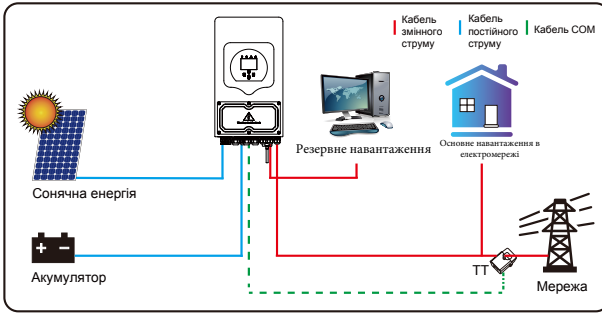 Кабель
змінного
струму
Кабель
постійного
струму
Кабель COM
Резервне навантаження
Основне навантаження в
електромережі
Сонячна енергія
Акумулятор
ТТ
Мережа